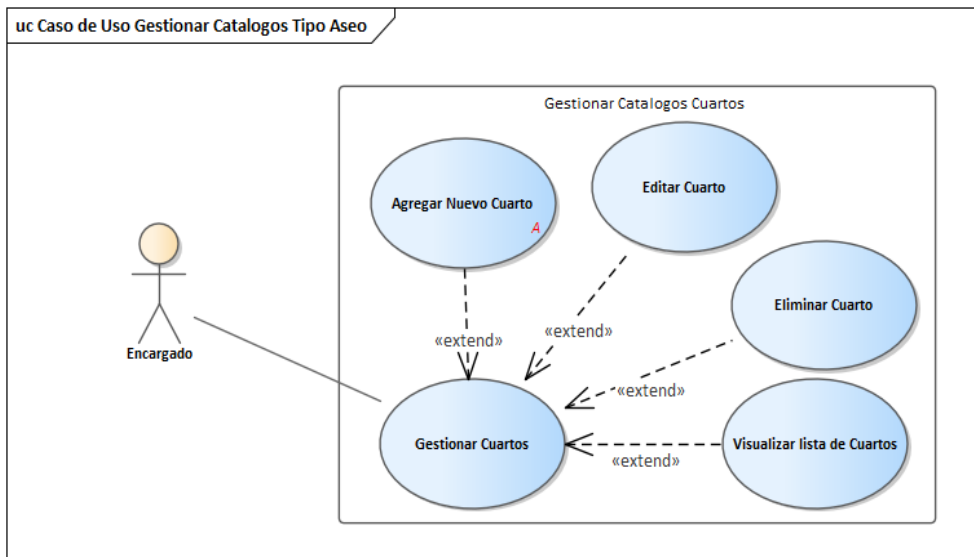 uc Caso de Uso Gestionar Catalogos Tipo Aseo
Gestionar Catalogos Cuartos
Agregar Nuevo Cuarto
A
Editar Cuarto
Eliminar Cuarto
Encargado
«extend»
«extend»
«extend»
«extend»
Gestionar Cuartos
Visualizar lista de Cuartos